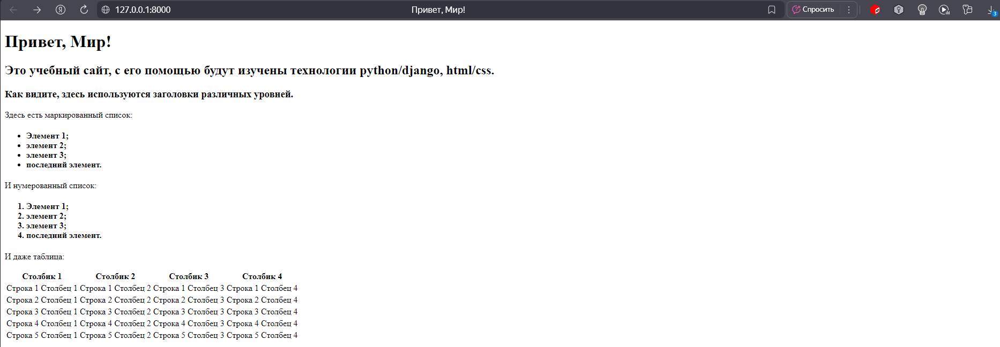 127.0.0.1:8000 Привет, Мир! Спросить 3
Привет, Мир!
Это учебный сайт, с его помощью будут изучены технологии python/django, html/css.
Как видите, здесь используются заголовки различных уровней.
Здесь есть маркированный список:
• Элемент 1;
• элемент 2;
• элемент 3;
• последний элемент.
И нумерованный список:
1. Элемент 1;
2. элемент 2;
3. элемент 3;
4. последний элемент.
И даже таблица:
Столбик 1 Столбик 2 Столбик 3 Столбик 4
Строка 1 Столбец 1 Строка 1 Столбец 2 Строка 1 Столбец 3 Строка 1 Столбец 4
Строка 2 Столбец 1 Строка 2 Столбец 2 Строка 2 Столбец 3 Строка 2 Столбец 4
Строка 3 Столбец 1 Строка 3 Столбец 2 Строка 3 Столбец 3 Строка 3 Столбец 4
Строка 4 Столбец 1 Строка 4 Столбец 2 Строка 4 Столбец 3 Строка 4 Столбец 4
Строка 5 Столбец 1 Строка 5 Столбец 2 Строка 5 Столбец 3 Строка 5 Столбец 4